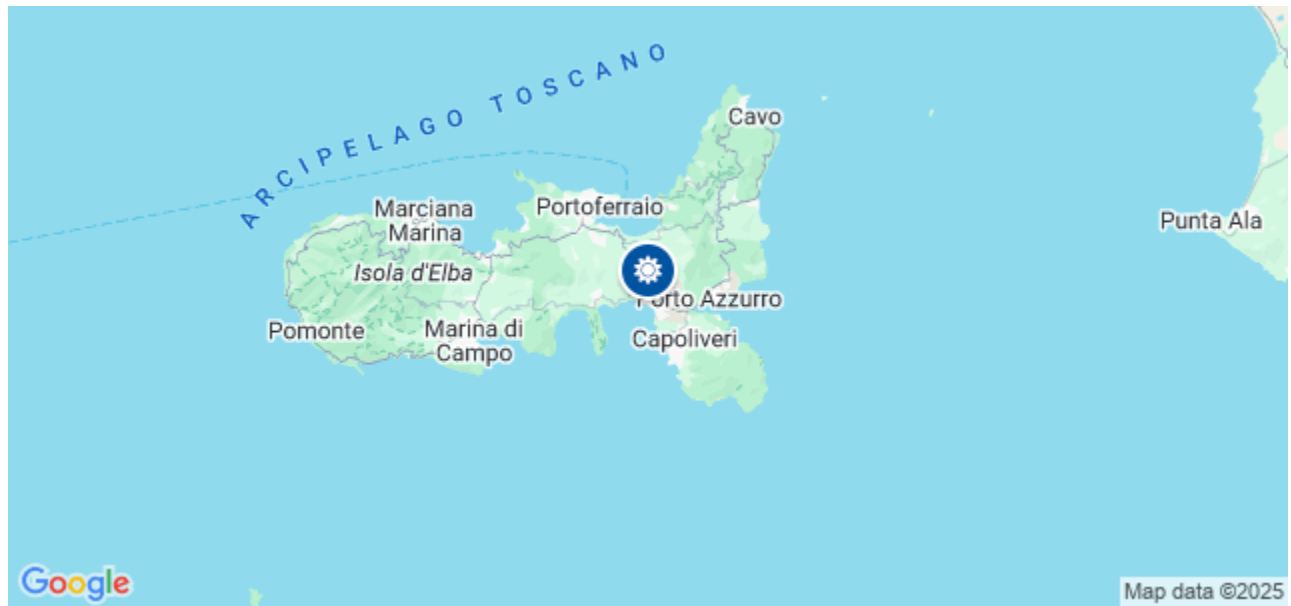 ARCIPELAGO TOSCANO
Cavo
Marciana
Marina
Portoferraio
Punta Ala
Isola d'Elba
Porto Azzurro
Pomonte
Marina di
Campo
Capoliveri
Google
Map data ©2025